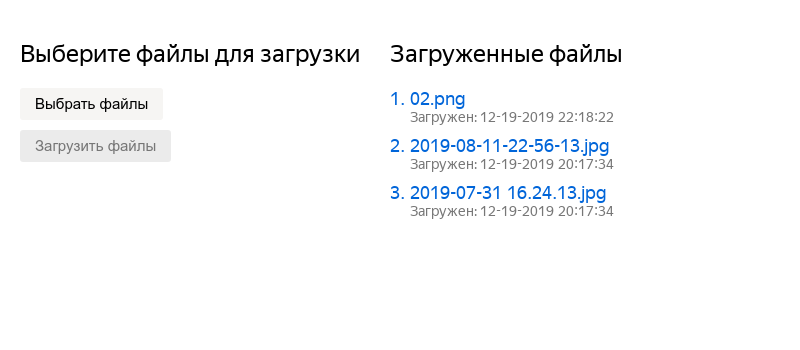 Выберите файлы для загрузки
Выбрать файлы
Загрузить файлы
Загруженные файлы
1. 02.png
Загружен: 12-19-2019 22:18:22
2. 2019-08-11-22-56-13.jpg
Загружен: 12-19-2019 20:17:34
3. 2019-07-31 16.24.13.jpg
Загружен: 12-19-2019 20:17:34